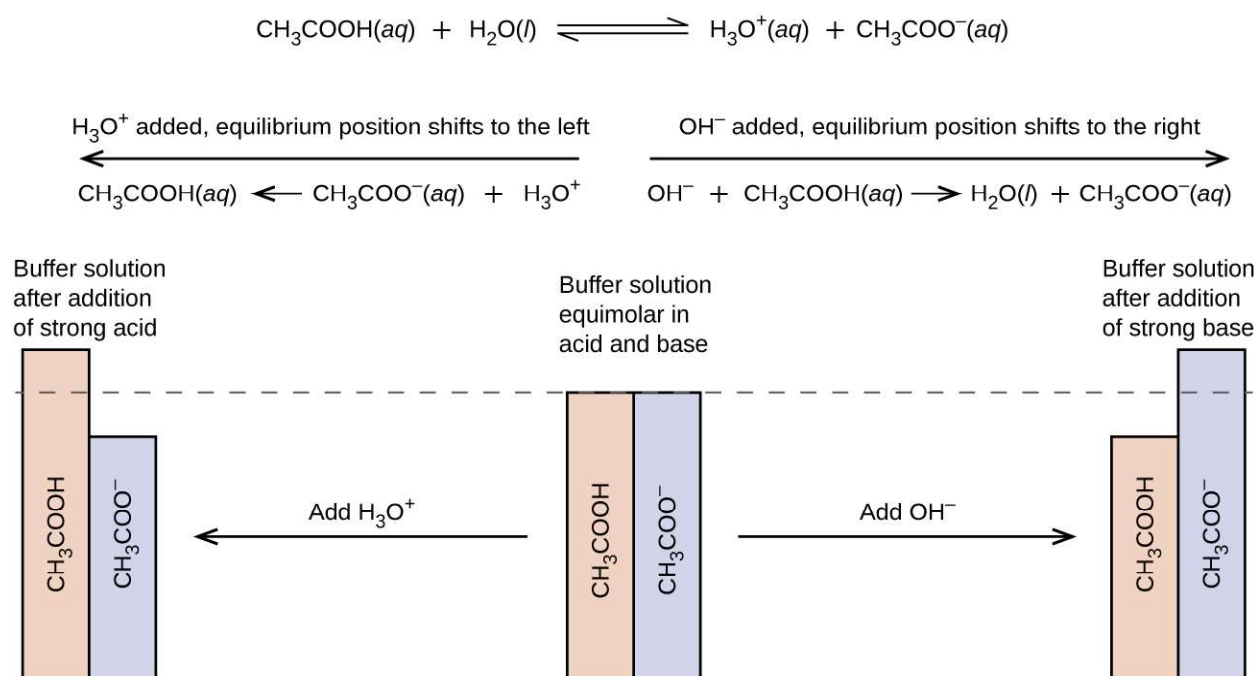 CH₃COOH(aq) + H₂O(l) ⇌ H₃O⁺(aq) + CH₃COO⁻(aq)
H₃O⁺ added, equilibrium position shifts to the left
CH₃COOH(aq) ← CH₃COO⁻(aq) + H₃O⁺
OH⁻ added, equilibrium position shifts to the right
OH⁻ + CH₃COOH(aq) → H₂O(l) + CH₃COO⁻(aq)
Buffer solution
after addition
of strong acid
CH₃COOH
CH₃COO⁻
Add H₃O⁺
Buffer solution
equimolar in
acid and base
CH₃COOH
CH₃COO⁻
Add OH⁻
Buffer solution
after addition
of strong base
CH₃COOH
CH₃COO⁻